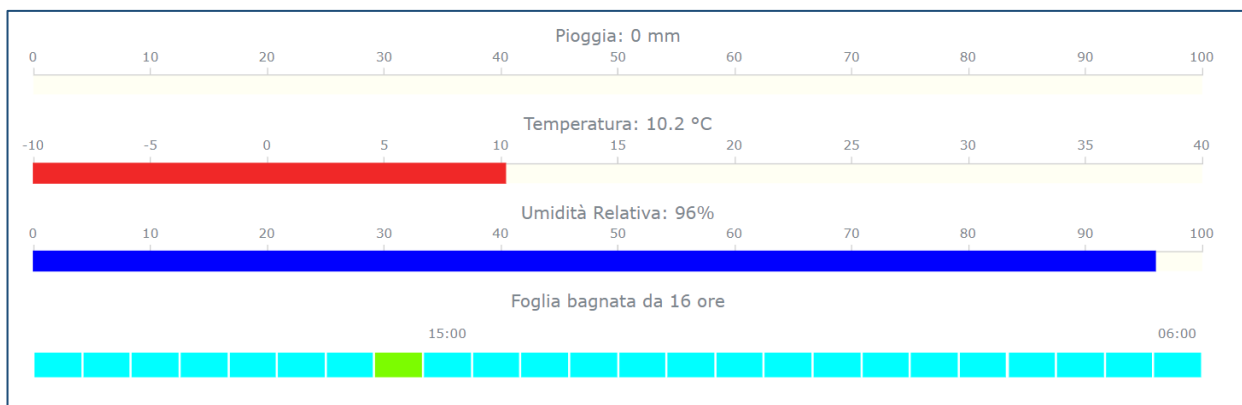 Pioggia: 0 mm
0 10 20 30 40 50 60 70 80 90 100
Temperatura: 10.2 °C
-10 -5 0 5 10 15 20 25 30 35 40
Umidità Relativa: 96%
0 10 20 30 40 50 60 70 80 90 100
Foglia bagnata da 16 ore
15:00 06:00